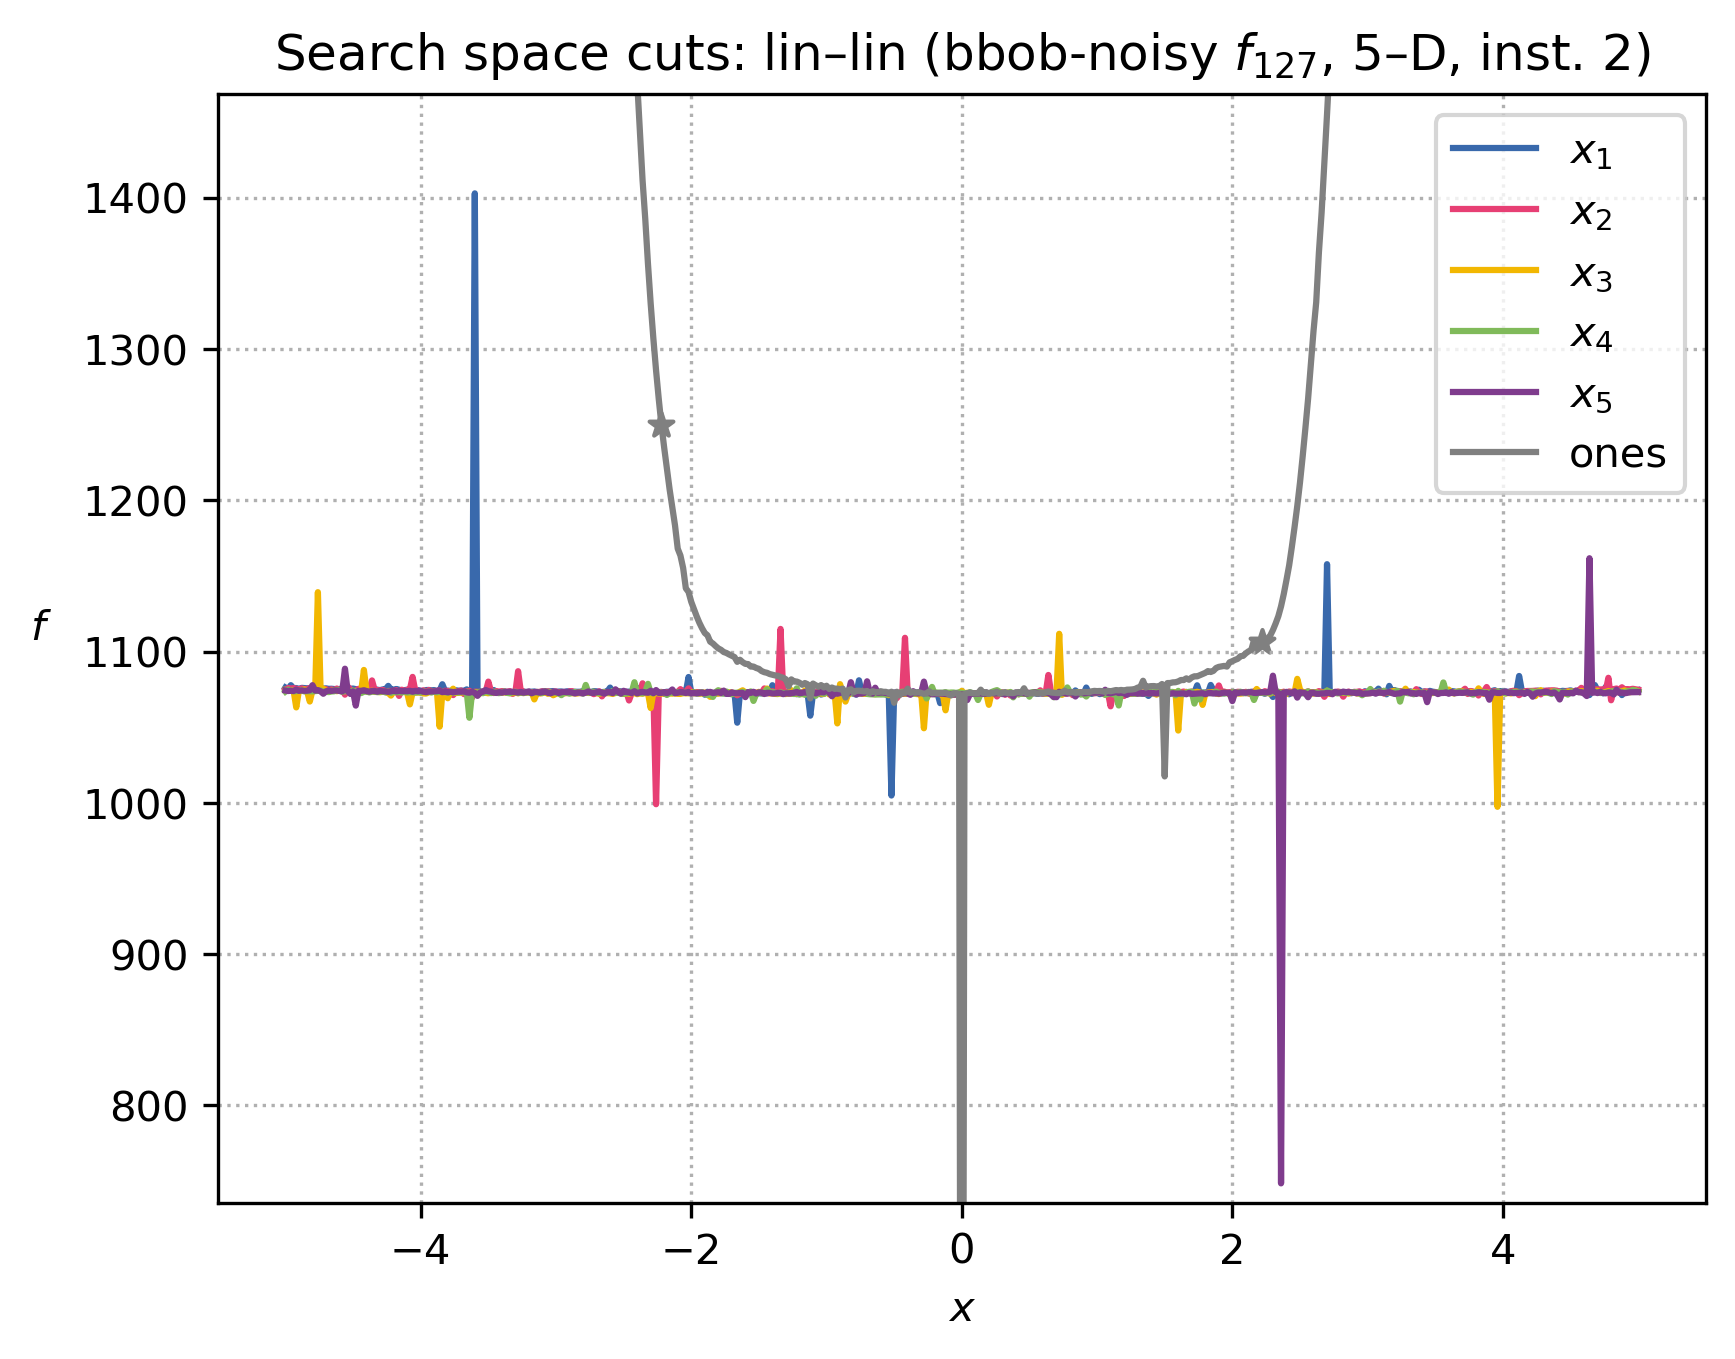 Search space cuts: lin–lin (bbob-noisy f₁₂₇, 5–D, inst. 2)
x₁
x₂
x₃
x₄
x₅
ones
1400
1300
1200
1100
1000
900
800
f
−4
−2
0
2
4
x